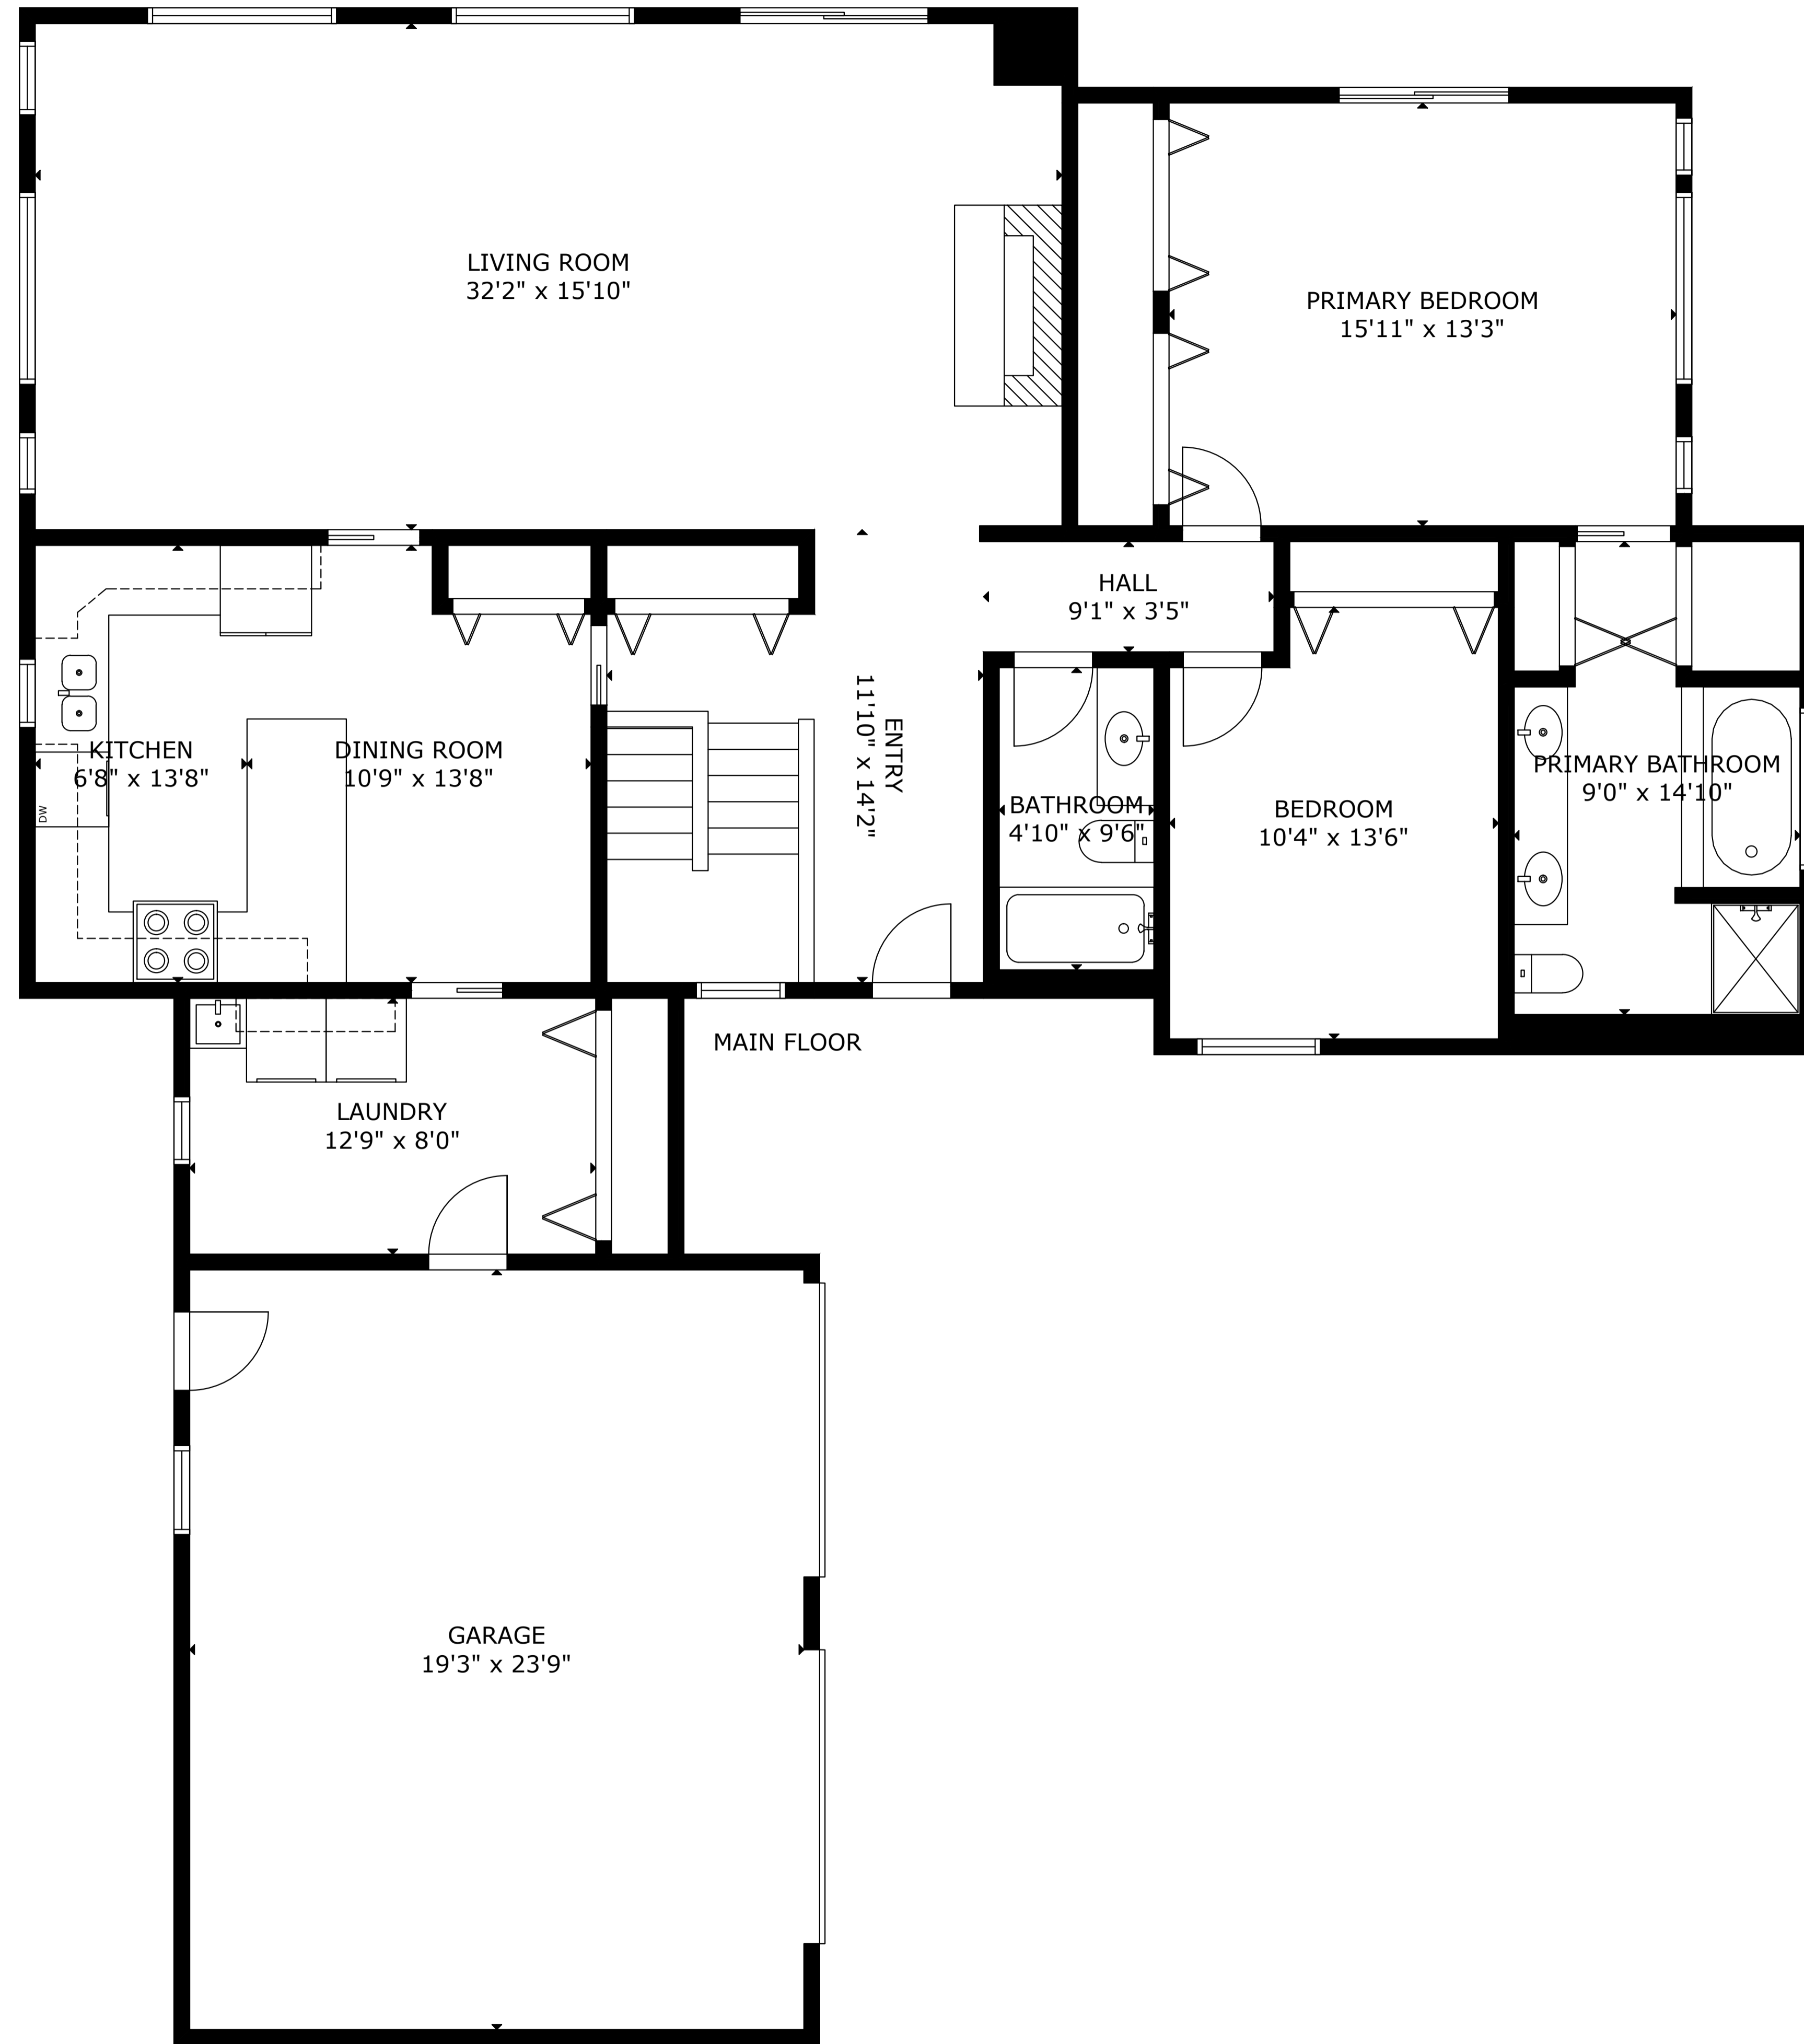 LIVING ROOM
32'2" x 15'10"
PRIMARY BEDROOM
15'11" x 13'3"
HALL
9'1" x 3'5"
KITCHEN
6'8" x 13'8"
DINING ROOM
10'9" x 13'8"
ENTRY
11'10" x 14'2"
BATHROOM
4'10" x 9'6"
BEDROOM
10'4" x 13'6"
PRIMARY BATHROOM
9'0" x 14'10"
DW
MAIN FLOOR
LAUNDRY
12'9" x 8'0"
GARAGE
19'3" x 23'9"